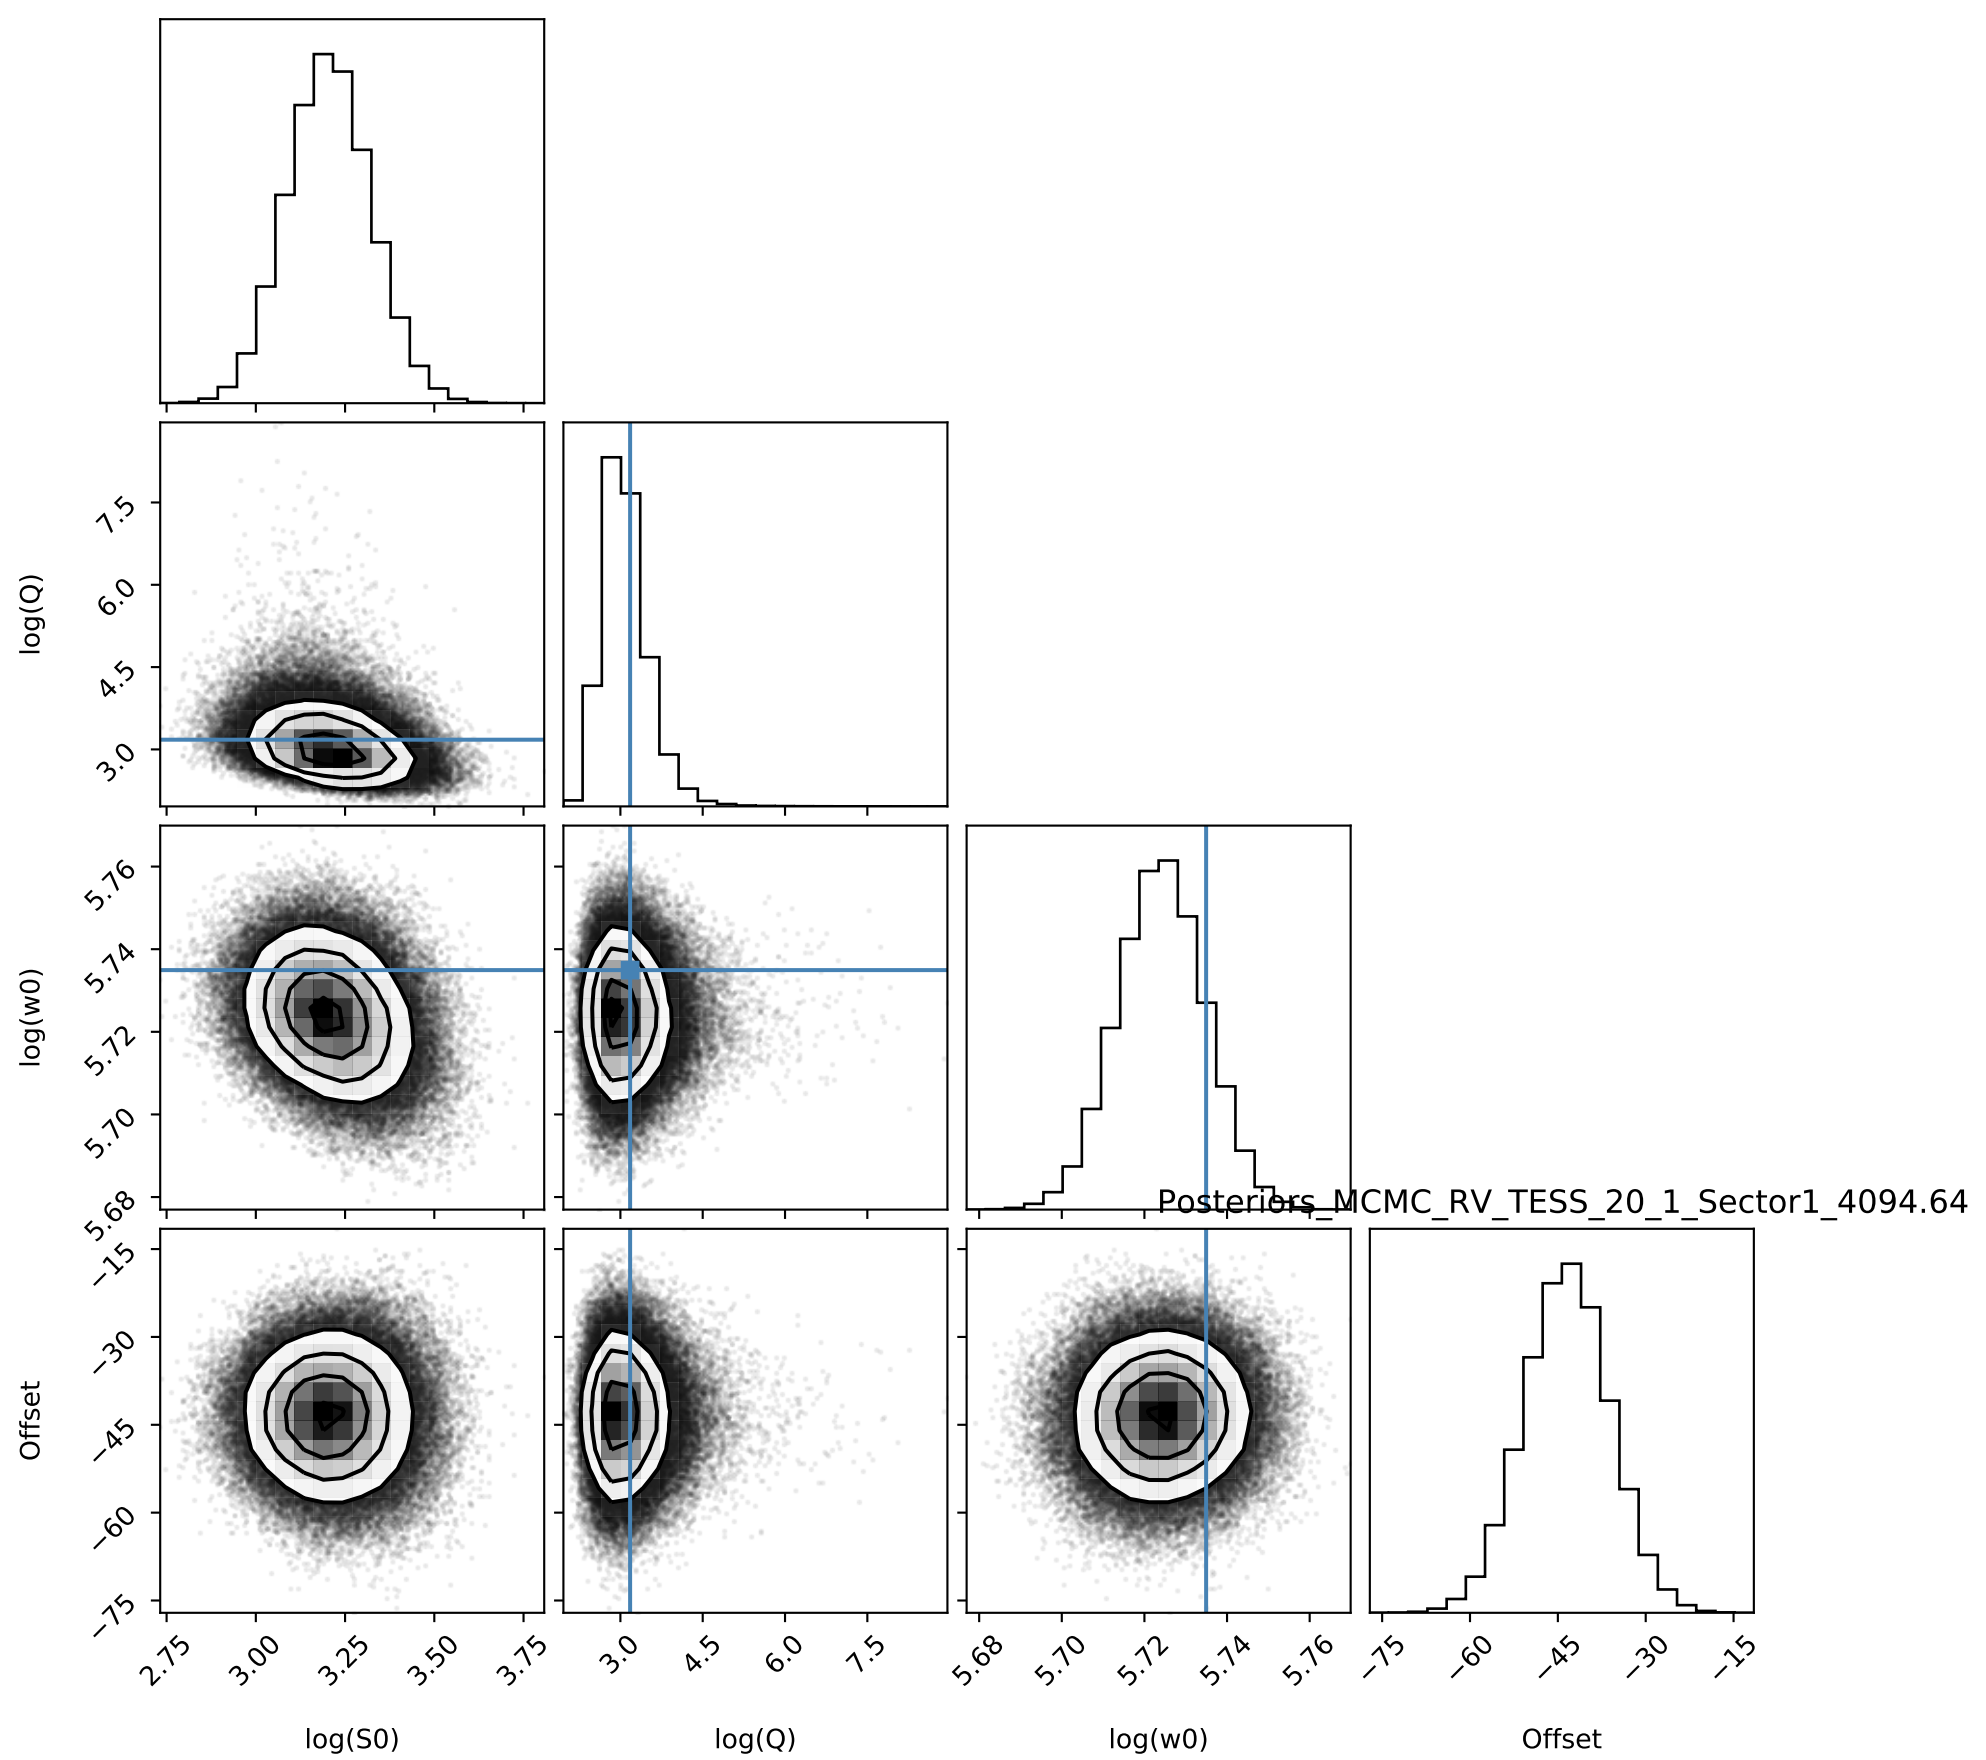 7.5
6.0
4.5
3.0
log(Q)
5.76
5.74
5.72
5.70
5.68
log(w0)
Posteriors_MCMC_RV_TESS_20_1_Sector1_4094.64
−15
−30
−45
−60
−75
Offset
2.75 3.00 3.25 3.50 3.75
3.0 4.5 6.0 7.5
5.68 5.70 5.72 5.74 5.76
−75 −60 −45 −30 −15
log(S0) log(Q) log(w0) Offset